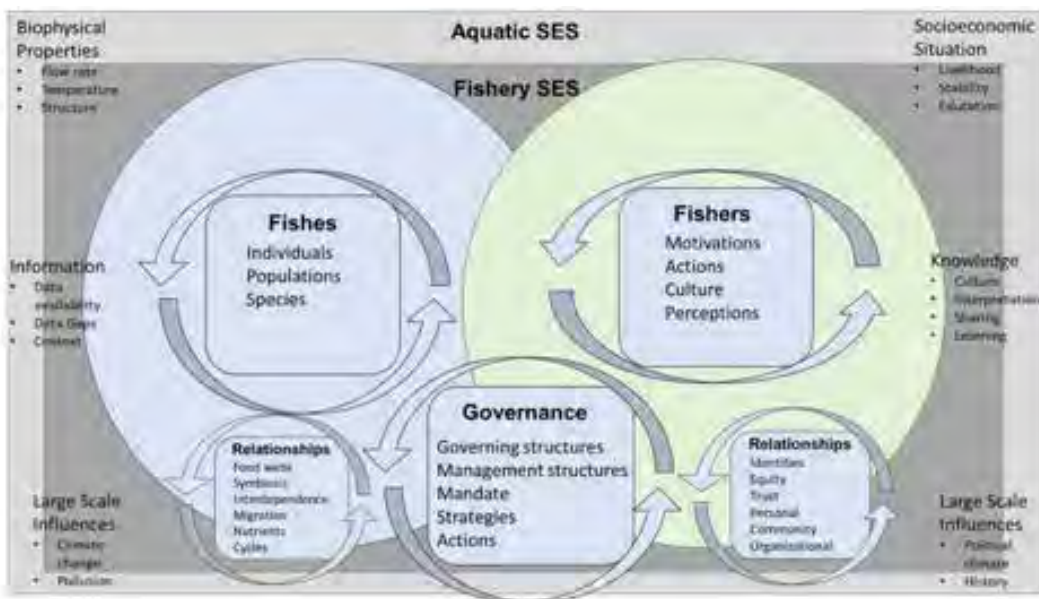 Biophysical
Properties
• Flow rate
• Temperature
• Structure
Aquatic SES
Socioeconomic
Situation
• Livelihood
• Stability
• Education
Fishery SES
Fishes
Individuals
Populations
Species
Fishers
Motivations
Actions
Culture
Perceptions
Information
• Data
availability
• Data Gaps
• Context
Knowledge
• Culture
• Interpretation
• Sharing
• Learning
Governance
Governing structures
Management structures
Mandate
Strategies
Actions
Relationships
Food webs
Symbiosis
Interdependence
Migration
Nutrients
Cycles
Relationships
Identities
Equity
Trust
Personal
Community
Organizational
Large Scale
Influences
• Climate
change
• Pollution
Large Scale
Influences
• Political
climate
• History